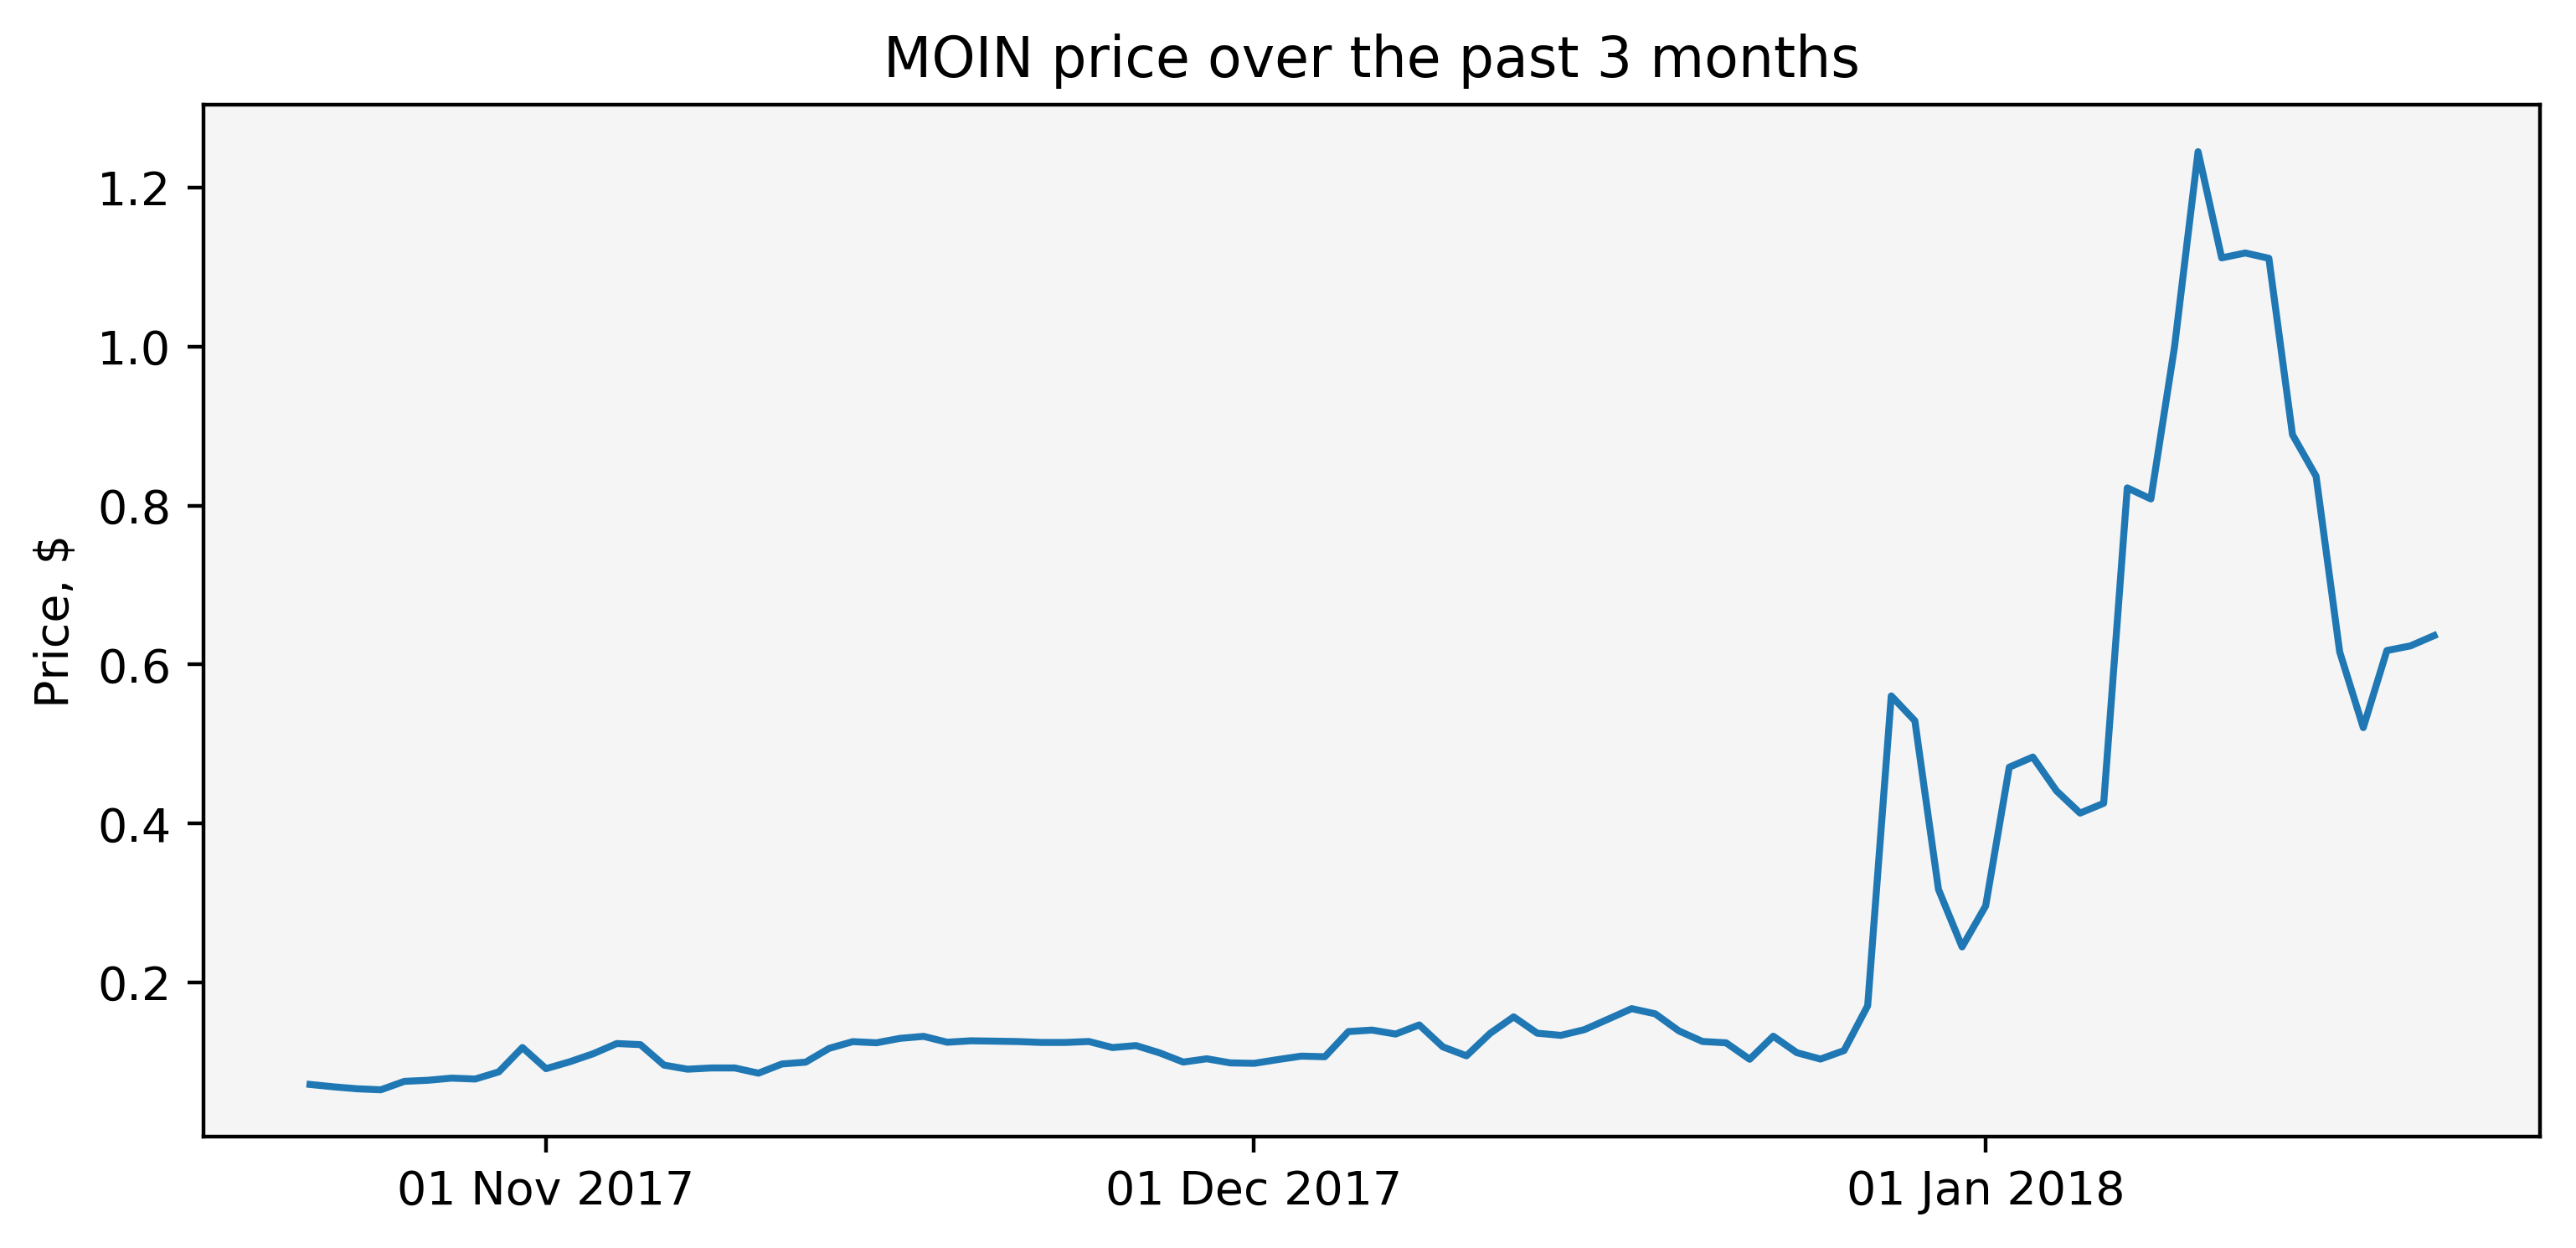 MOIN price over the past 3 months
1.2
1.0
0.8
0.6
0.4
0.2
Price, $
01 Nov 2017
01 Dec 2017
01 Jan 2018